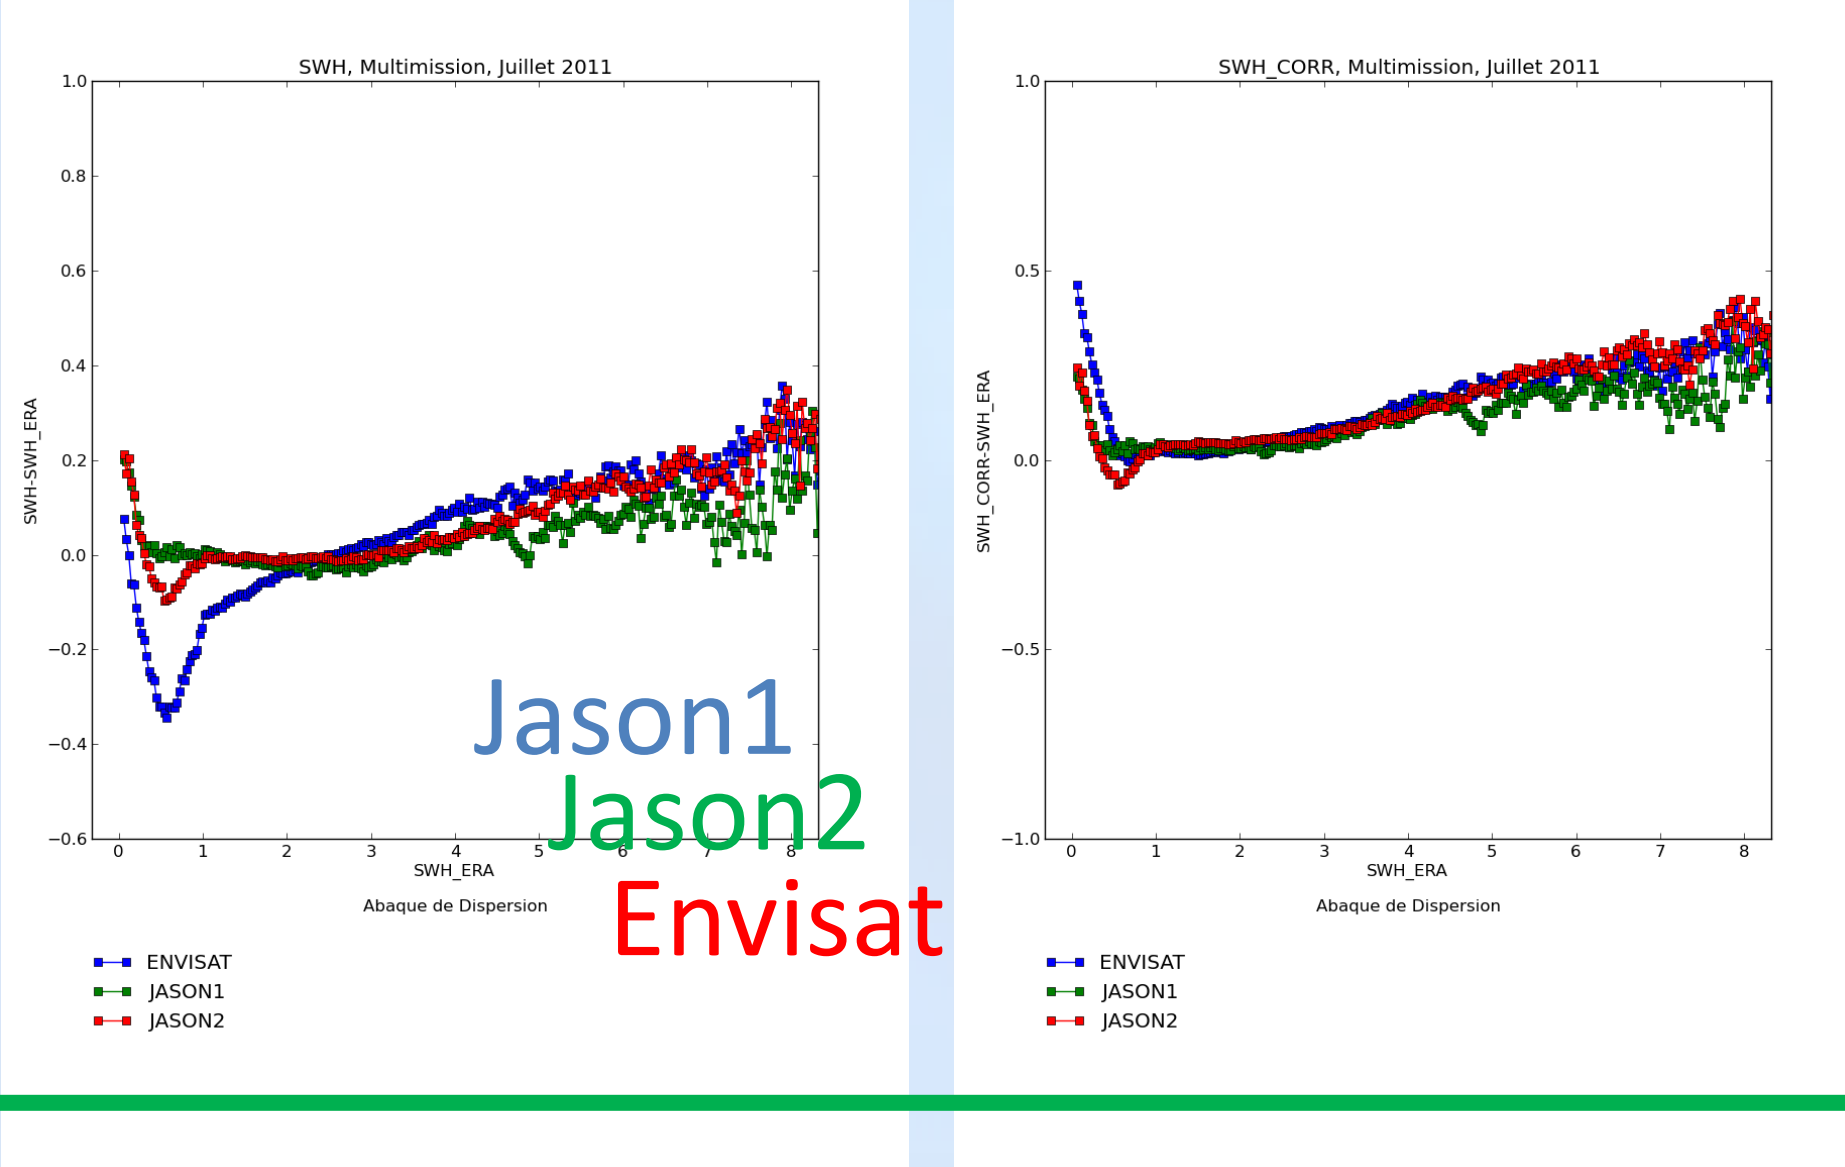 SWH, Multimission, Juillet 2011
1.0
0.8
0.6
0.4
0.2
0.0
−0.2
−0.4
−0.6
SWH-SWH_ERA
0 1 2 3 4 5 6 7 8
SWH_ERA
Abaque de Dispersion
ENVISAT
JASON1
JASON2
Jason1
Jason2
Envisat
SWH_CORR, Multimission, Juillet 2011
1.0
0.5
0.0
−0.5
−1.0
SWH_CORR-SWH_ERA
0 1 2 3 4 5 6 7 8
SWH_ERA
Abaque de Dispersion
ENVISAT
JASON1
JASON2